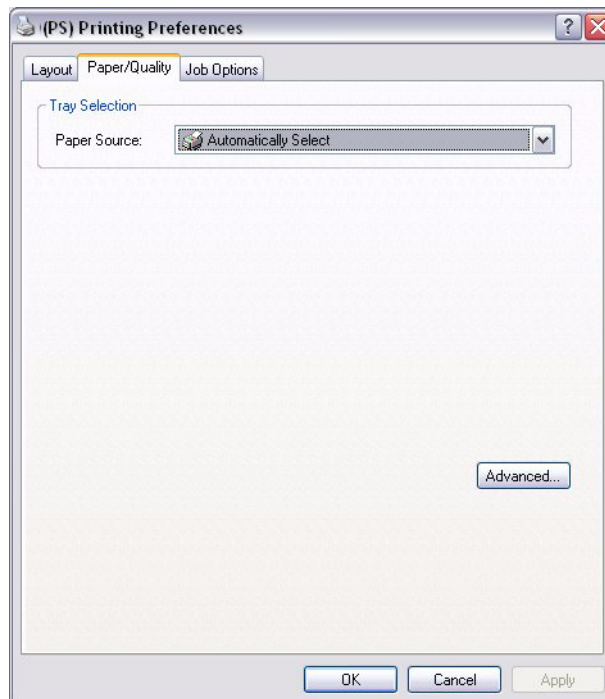 (PS) Printing Preferences
Layout Paper/Quality Job Options
Tray Selection
Paper Source: Automatically Select
Advanced...
OK Cancel Apply